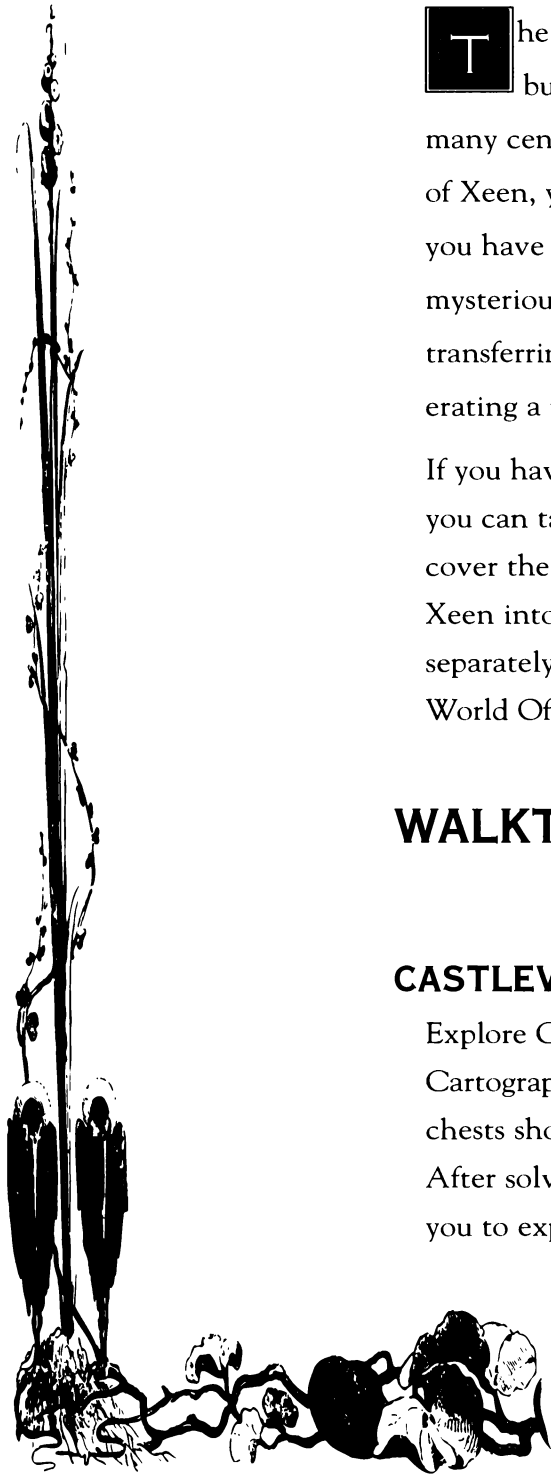 The
bu
many cen
of Xeen, y
you have
mysteriou
transferrin
erating a
If you hav
you can ta
cover the
Xeen into
separately
World Of
WALKT
CASTLEV
Explore C
Cartograp
chests sho
After solv
you to exp